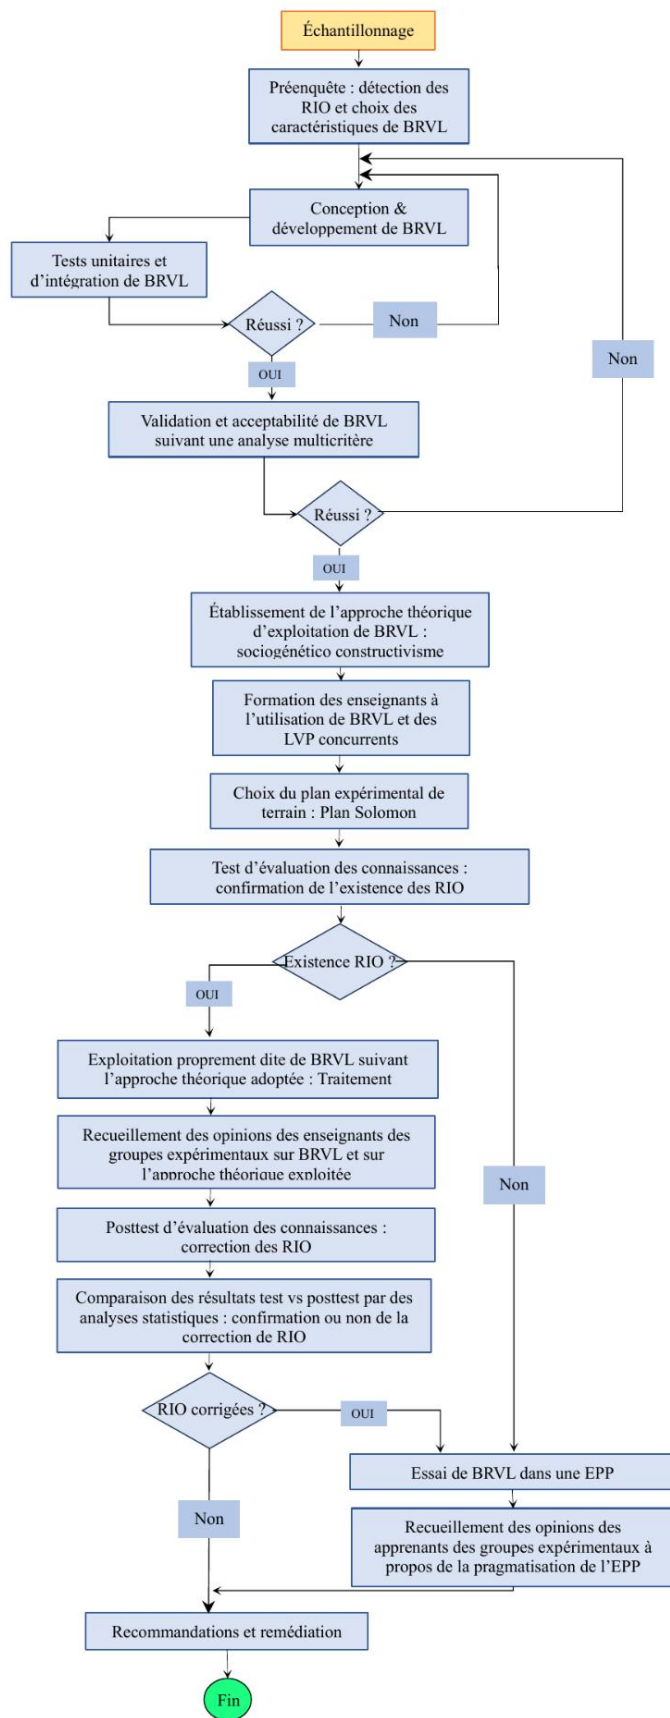 Échantillonnage
Préenquête : détection des
RIO et choix des
caractéristiques de BRVL
Conception &
développement de BRVL
Tests unitaires et
d’intégration de BRVL
Réussi ?
Non
Non
OUI
Validation et acceptabilité de BRVL
suivant une analyse multicritère
Réussi ?
OUI
Établissement de l’approche théorique
d’exploitation de BRVL :
sociogénético constructivisme
Formation des enseignants à
l’utilisation de BRVL et des
LVP concurrents
Choix du plan expérimental de
terrain : Plan Solomon
Test d’évaluation des connaissances :
confirmation de l’existence des RIO
Existence RIO ?
OUI
Exploitation proprement dite de BRVL suivant
l’approche théorique adoptée : Traitement
Recueillement des opinions des enseignants des
groupes expérimentaux sur BRVL et sur
l’approche théorique exploitée
Non
Posttest d’évaluation des connaissances :
correction des RIO
Comparaison des résultats test vs posttest par des
analyses statistiques : confirmation ou non de la
correction de RIO
RIO corrigées ?
OUI
Essai de BRVL dans une EPP
Non
Recueillement des opinions des
apprenants des groupes expérimentaux à
propos de la pragmatisation de l’EPP
Recommandations et remédiation
Fin